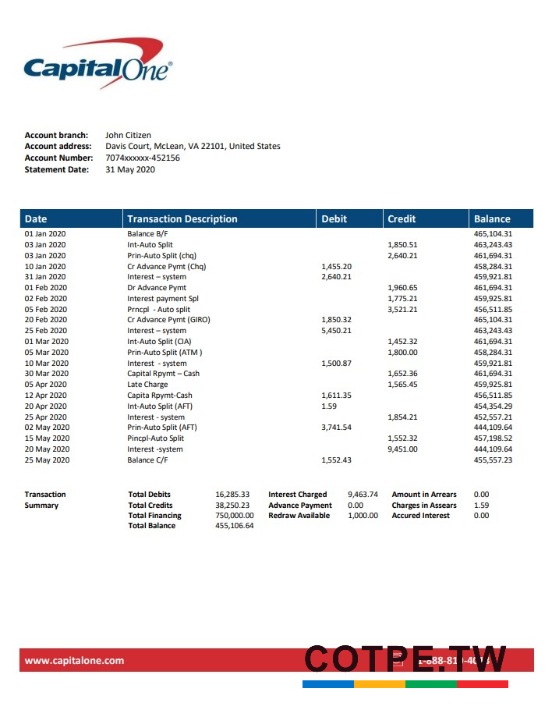 CapitalOne®
Account branch: John Citizen
Account address: Davis Court, McLean, VA 22101, United States
Account Number: 7074xxxxxx-452156
Statement Date: 31 May 2020
Date Transaction Description Debit Credit Balance
01 Jan 2020 Balance B/F 465,104.31
03 Jan 2020 Int-Auto Split 1,850.51 463,243.43
03 Jan 2020 Prin-Auto Split (chq) 2,640.21 461,694.31
10 Jan 2020 Cr Advance Pymt (Chq) 1,455.20 458,284.31
31 Jan 2020 Interest – system 2,640.21 459,921.81
01 Feb 2020 Dr Advance Pymt 1,960.65 461,694.31
02 Feb 2020 Interest payment Spl 1,775.21 459,925.81
06 Feb 2020 Prncpl - Auto split 3,521.21 456,511.85
20 Feb 2020 Cr Advance Pymt (GIRO) 1,850.32 465,104.31
25 Feb 2020 Interest – system 5,450.21 463,243.43
01 Mar 2020 Int-Auto Split (CIA) 1,452.32 461,694.31
05 Mar 2020 Prin-Auto Split (ATM ) 1,800.00 458,284.31
10 Mar 2020 Interest - system 1,500.87 459,921.81
30 Mar 2020 Capital Rpymt – Cash 1,652.36 461,694.31
05 Apr 2020 Late Charge 1,565.45 459,921.81
12 Apr 2020 Capita Rpymt-Cash 1,611.35 456,511.85
20 Apr 2020 Int-Auto Split (AFT) 1.59 454,354.29
25 Apr 2020 Interest - system 1,854.21 452,557.21
02 May 2020 Prin-Auto Split (AFT) 3,741.54 444,109.64
15 May 2020 Pincpl-Auto Split 1,552.32 457,198.52
20 May 2020 Interest -system 9,451.00 444,109.64
25 May 2020 Balance C/F 1,552.43 455,557.23
Transaction Total Debits 16,285.33 Interest Charged 9,463.74 Amount in Arrears 0.00
Summary Total Credits 38,250.23 Advance Payment 0.00 Charges in Assears 1.59
Total Financing 750,000.00 Redraw Available 1,000.00 Accured Interest 0.00
Total Balance 455,106.64
www.capitalone.com
COTPE.TW